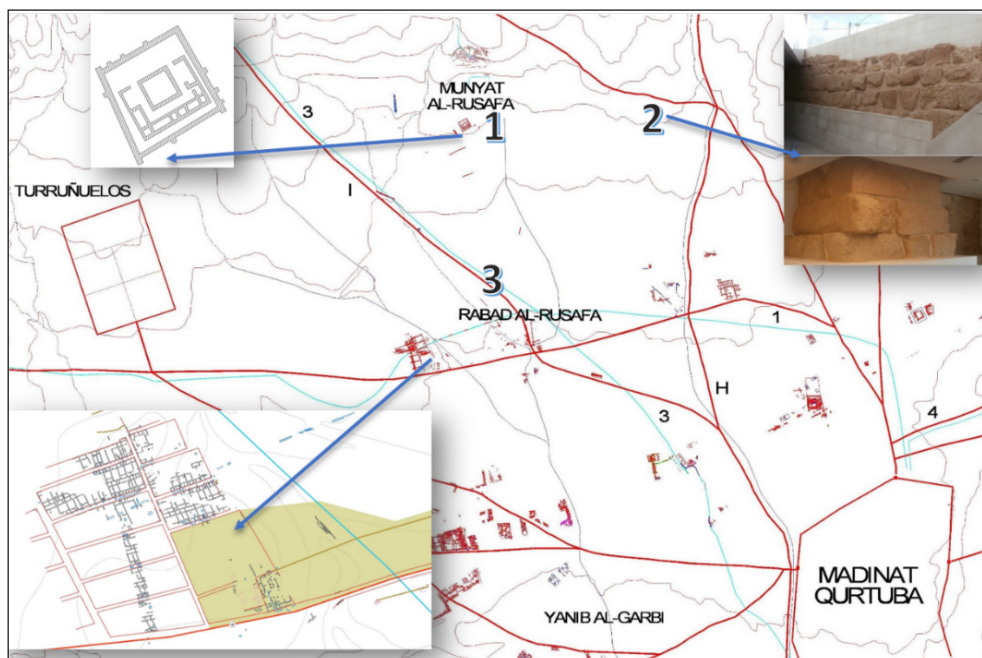 MUNYAT
AL-RUSAFA
3
1
2
TURRUÑUELOS
I
3
RABAD AL-RUSAFA
1
H
3
4
MADINAT
QURTUBA
YANIB AL-GARBI